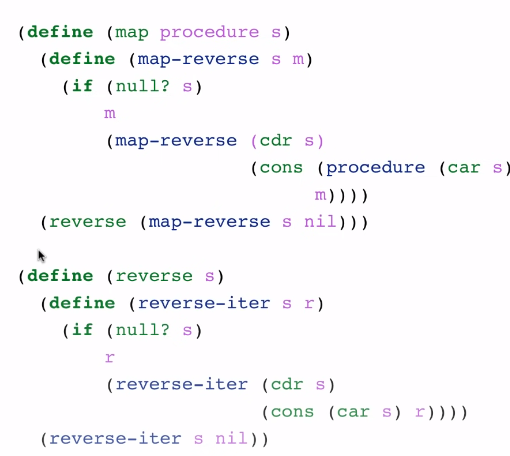 (define (map procedure s)
(define (map-reverse s m)
(if (null? s)
m
(map-reverse (cdr s)
(cons (procedure (car s)
m))))
(reverse (map-reverse s nil)))
(define (reverse s)
(define (reverse-iter s r)
(if (null? s)
r
(reverse-iter (cdr s)
(cons (car s) r))))
(reverse-iter s nil))